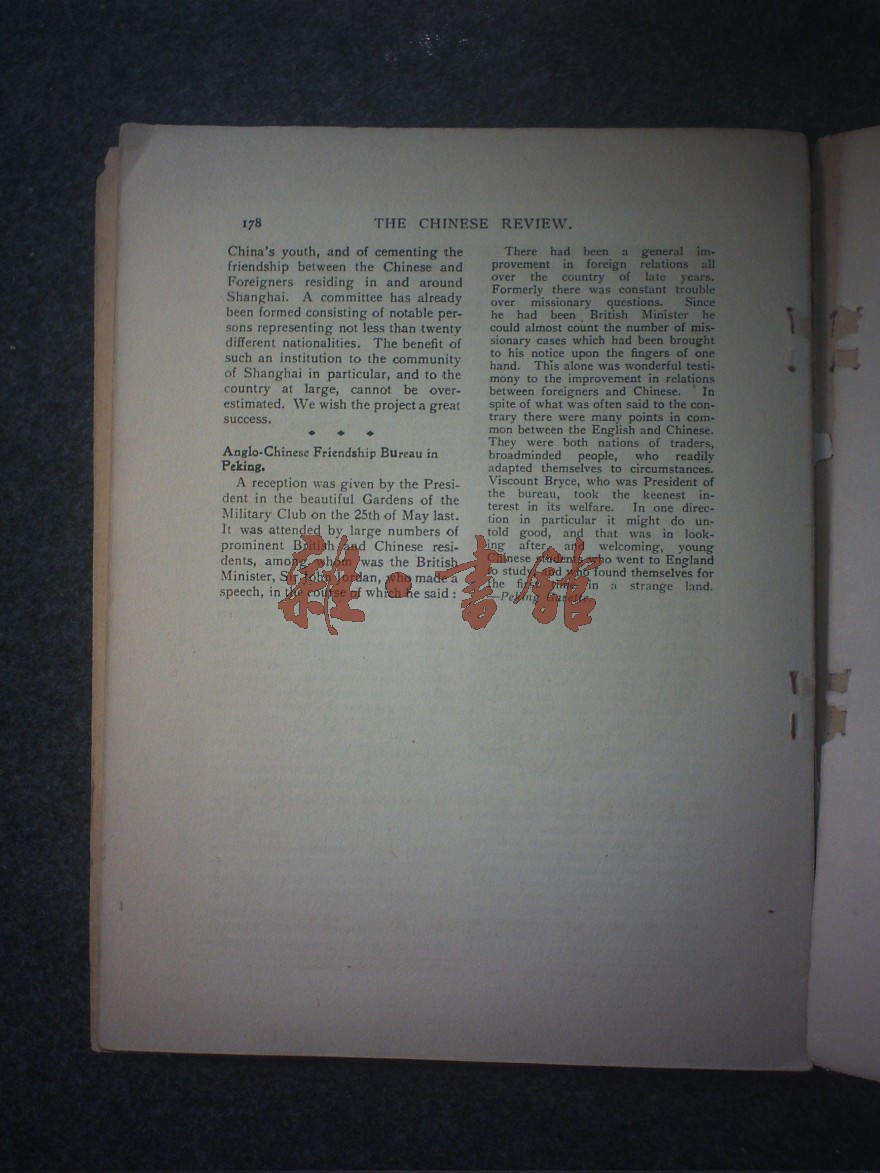 178
THE CHINESE REVIEW.
China's youth, and of cementing the
friendship between the Chinese and
Foreigners residing in and around
Shanghai. A committee has already
been formed consisting of notable per-
sons representing not less than twenty
different nationalities. The benefit of
such an institution to the community
of Shanghai in particular, and to the
country at large, cannot be over-
estimated. We wish the project a great
success.
Anglo-Chinese Friendship Bureau in
Peking.
A reception was given by the Presi-
dent in the beautiful Gardens of the
Military Club on the 25th of May last.
It was attended by large numbers of
prominent British and Chinese resi-
dents, among whom was the British
Minister, Sir John Jordan, who made a
speech, in the course of which he said :
There had been a general im-
provement in foreign relations all
over the country of late years.
Formerly there was constant trouble
over missionary questions. Since
he had been British Minister he
could almost count the number of mis-
sionary cases which had been brought
to his notice upon the fingers of one
hand. This alone was wonderful testi-
mony to the improvement in relations
between foreigners and Chinese. In
spite of what was often said to the con-
trary there were many points in com-
mon between the English and Chinese.
They were both nations of traders,
broadminded people, who readily
adapted themselves to circumstances.
Viscount Bryce, who was President of
the bureau, took the keenest in-
terest in its welfare. In one direc-
tion in particular it might do un-
told good, and that was in look-
ing after, and welcoming, young
Chinese students who went to England
to study and who found themselves for
the first time in a strange land.
—Peking Gazette.
雜·書館